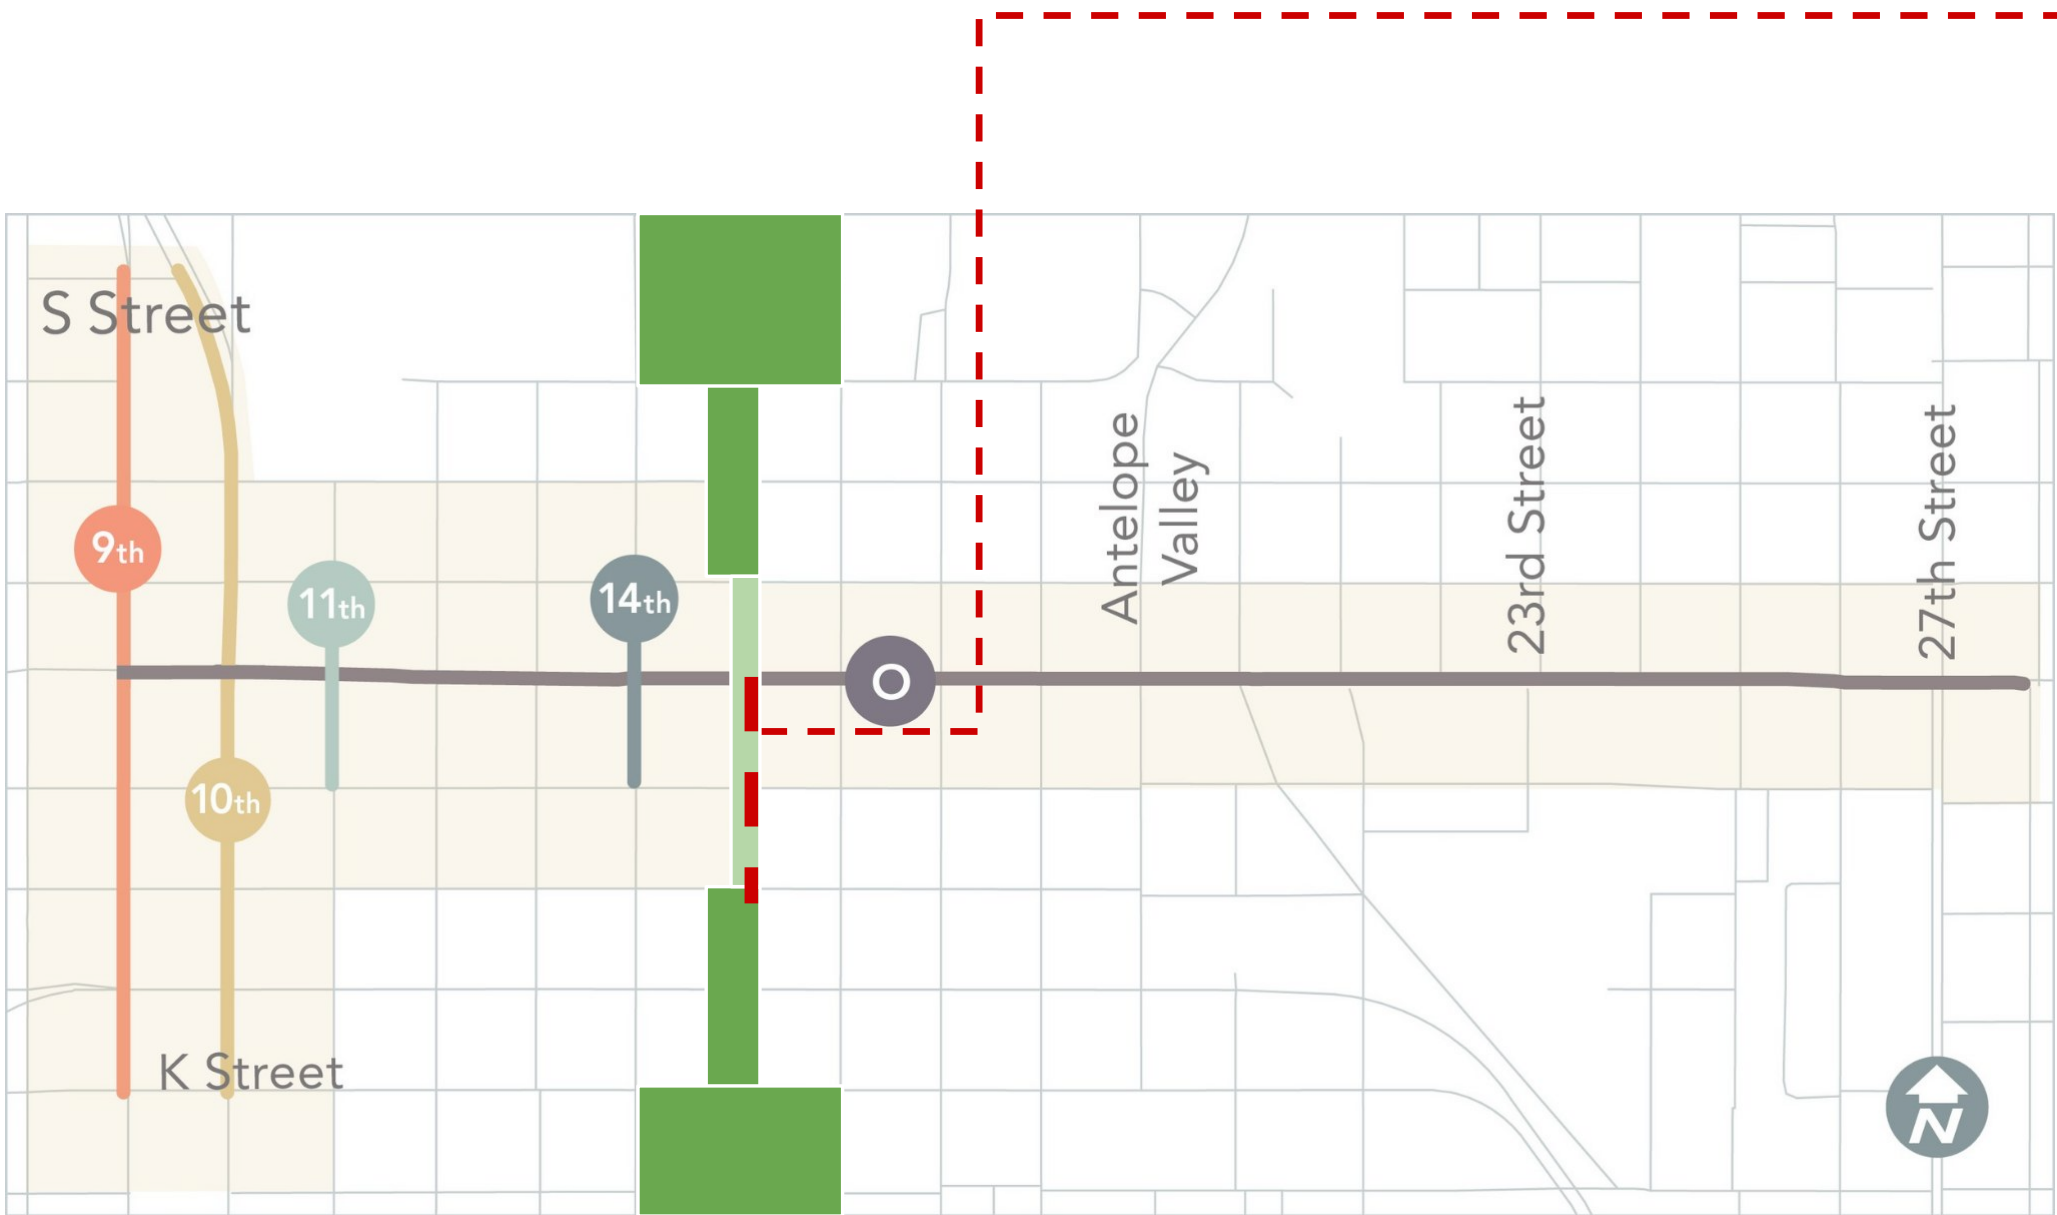 S Street
9th
11th
14th
O
10th
K Street
Antelope
Valley
23rd Street
27th Street
N